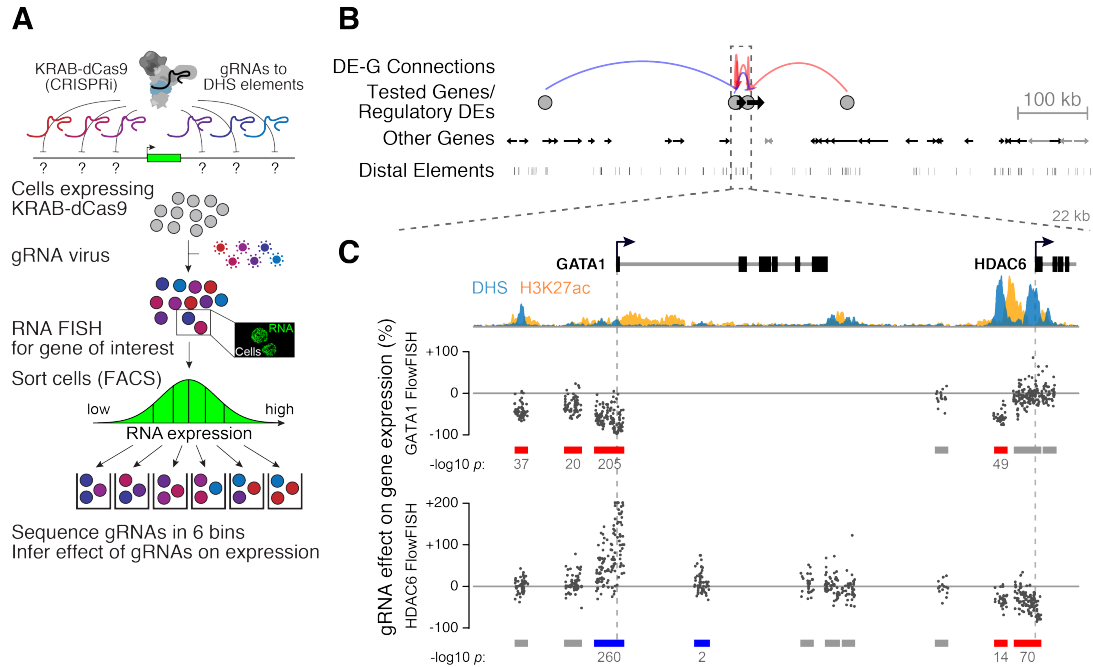 A
KRAB-dCas9
(CRISPRi)
gRNAs to
DHS elements
? ? ? ? ? ?
Cells expressing
KRAB-dCas9
gRNA virus
RNA FISH
for gene of interest
RNA
Cells
Sort cells (FACS)
low
high
RNA expression
Sequence gRNAs in 6 bins
Infer effect of gRNAs on expression
B
DE-G Connections
Tested Genes/
Regulatory DEs
100 kb
Other Genes
Distal Elements
22 kb
C
GATA1
HDAC6
DHS H3K27ac
gRNA effect on gene expression (%)
GATA1 FlowFISH
+100
0
-100
-log10 p: 37 20 205 49
HDAC6 FlowFISH
+200
+100
0
-100
-log10 p: 260 2 14 70